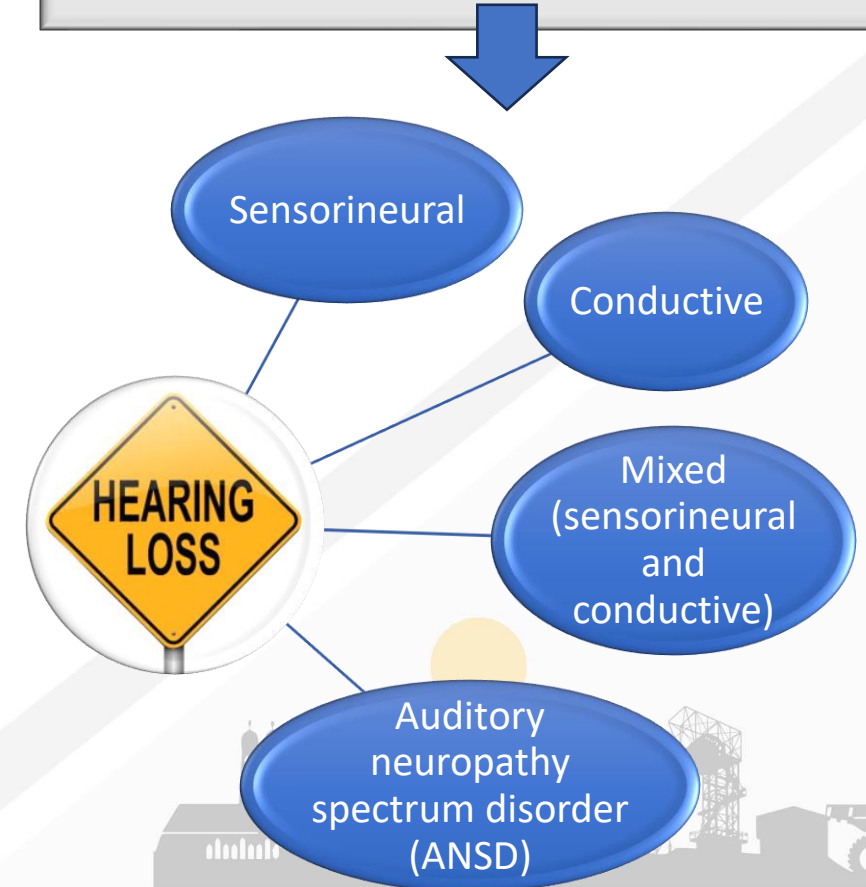 Sensorineural
Conductive
HEARING
LOSS
Mixed
(sensorineural
and
conductive)
Auditory
neuropathy
spectrum disorder
(ANSD)